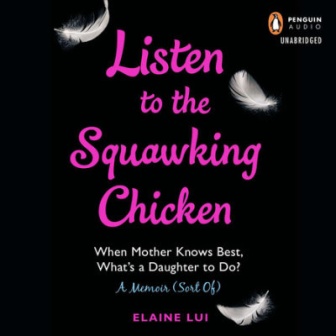 PENGUIN
AUDIO
UNABRIDGED
Listen
to the
Squawking
Chicken
When Mother Knows Best,
What's a Daughter to Do?
A Memoir (Sort Of)
ELAINE LUI